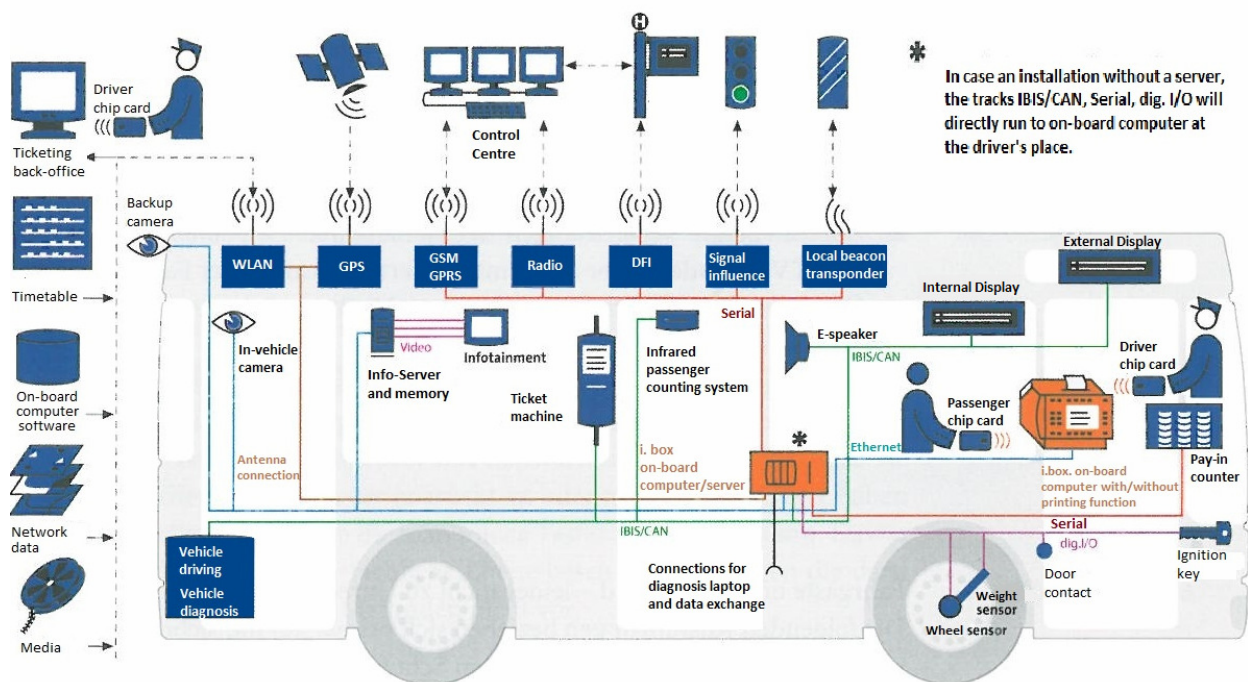 Driver
chip card
Ticketing
back-office
Control
Centre
H
*
In case an installation without a server,
the tracks IBIS/CAN, Serial, dig. I/O will
directly run to on-board computer at
the driver's place.
Backup
camera
Timetable
On-board
computer
software
Network
data
Media
WLAN
GPS
GSM
GPRS
Radio
DFI
Signal
influence
Local beacon
transponder
External Display
Internal Display
Serial
In-vehicle
camera
Video
Info-Server
and memory
Infotainment
Ticket
machine
Infrared
passenger
counting system
E-speaker
IBIS/CAN
Driver
chip card
Passenger
chip card
Ethernet
Pay-in
counter
*
Antenna
connection
i. box
on-board
computer/server
i.box. on-board
computer with/without
printing function
IBIS/CAN
Serial
dig.I/O
Ignition
key
Vehicle
driving
Vehicle
diagnosis
Connections for
diagnosis laptop
and data exchange
Door
contact
Weight
sensor
Wheel sensor